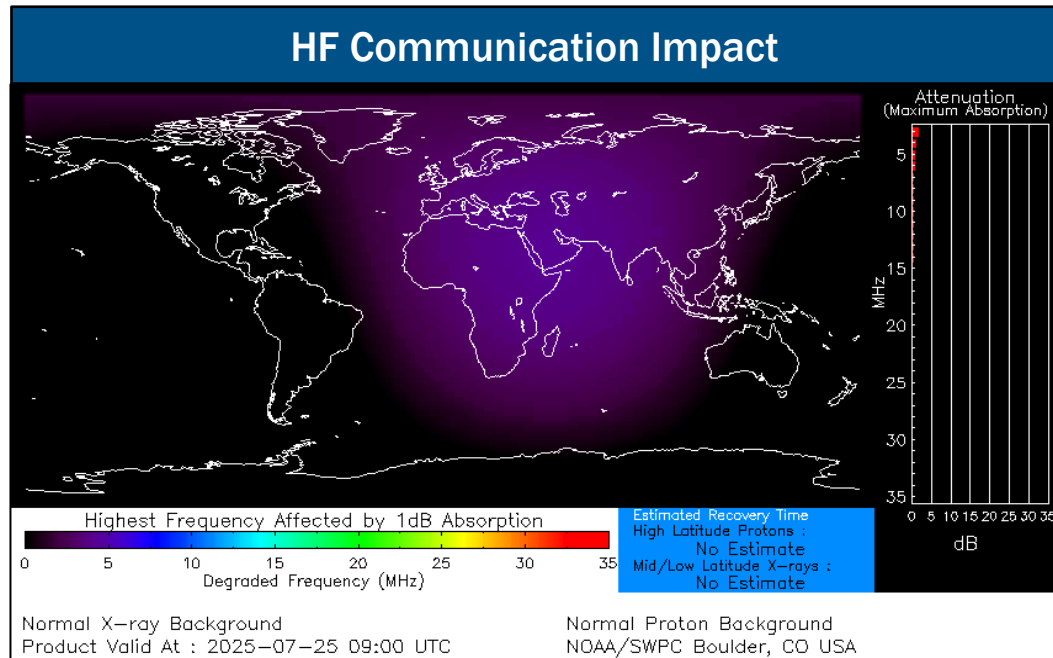 HF Communication Impact
Attenuation
(Maximum Absorption)
5
10
15
20
25
30
35
MHz
0 5 10 15 20 25 30 35
dB
Highest Frequency Affected by 1dB Absorption
0 5 10 15 20 25 30 35
Degraded Frequency (MHz)
Estimated Recovery Time
High Latitude Protons :
No Estimate
Mid/Low Latitude X-rays :
No Estimate
Normal X-ray Background
Normal Proton Background
Product Valid At : 2025-07-25 09:00 UTC
NOAA/SWPC Boulder, CO USA